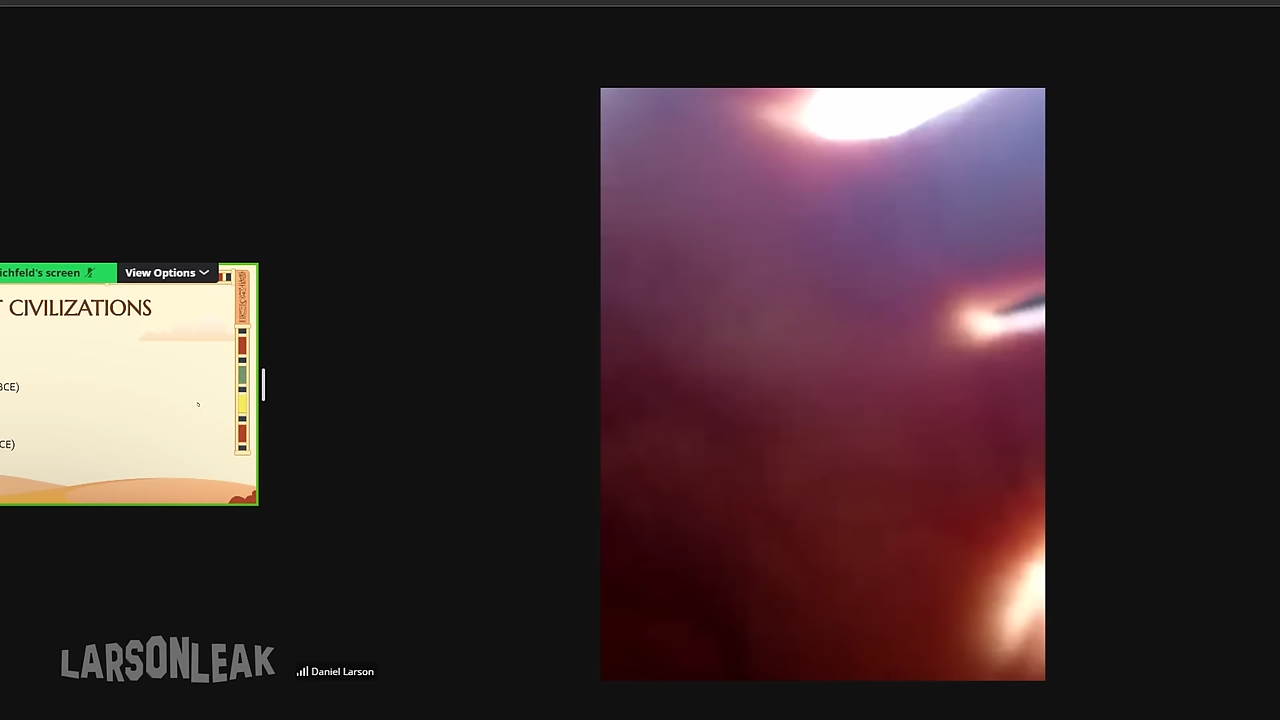 ichfeld's screen
View Options
T CIVILIZATIONS
BCE)
CE)
LARSONLEAK
Daniel Larson